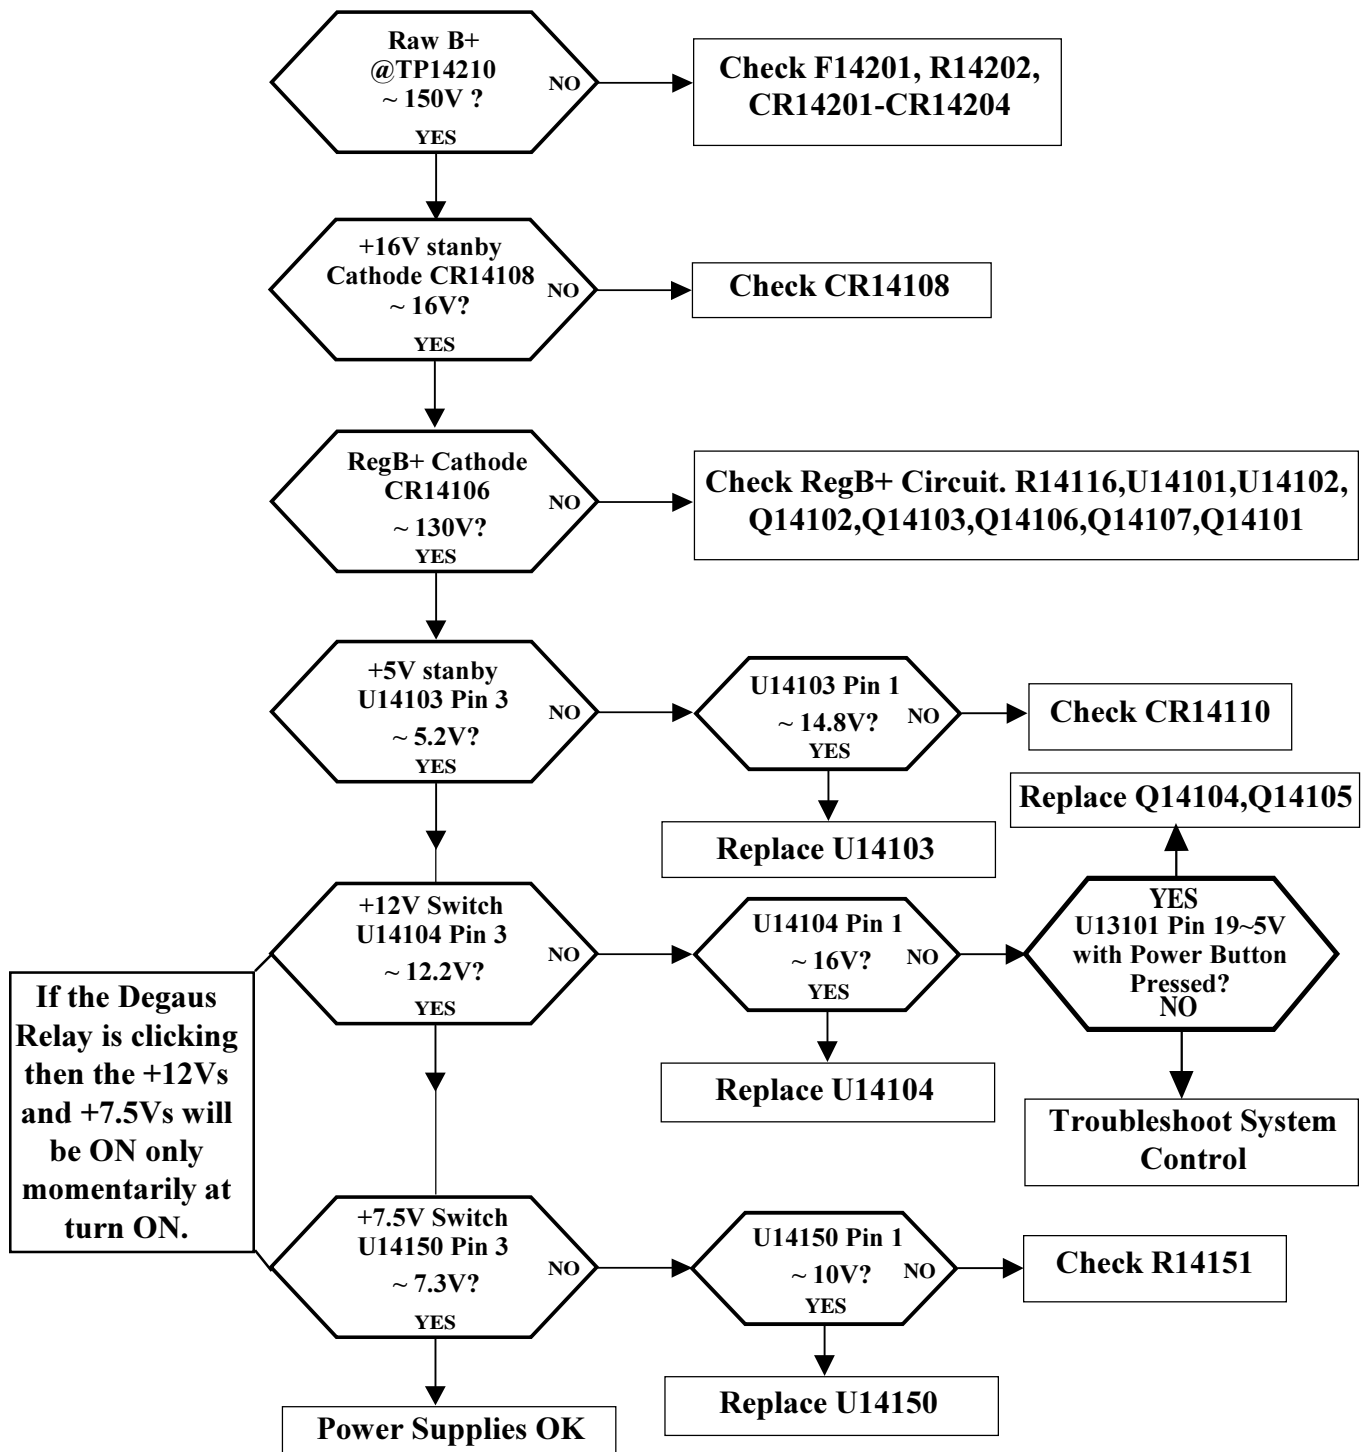 Raw B+
@TP14210
~ 150V ?
NO
YES
Check F14201, R14202,
CR14201-CR14204
+16V stanby
Cathode CR14108
~ 16V?
NO
YES
Check CR14108
RegB+ Cathode
CR14106
~ 130V?
NO
YES
Check RegB+ Circuit. R14116,U14101,U14102,
Q14102,Q14103,Q14106,Q14107,Q14101
+5V stanby
U14103 Pin 3
~ 5.2V?
NO
YES
U14103 Pin 1
~ 14.8V?
NO
YES
Check CR14110
Replace U14103
Replace Q14104,Q14105
+12V Switch
U14104 Pin 3
~ 12.2V?
NO
YES
U14104 Pin 1
~ 16V?
NO
YES
YES
U13101 Pin 19~5V
with Power Button
Pressed?
NO
Replace U14104
Troubleshoot System
Control
If the Degaus
Relay is clicking
then the +12Vs
and +7.5Vs will
be ON only
momentarily at
turn ON.
+7.5V Switch
U14150 Pin 3
~ 7.3V?
NO
YES
U14150 Pin 1
~ 10V?
NO
YES
Check R14151
Replace U14150
Power Supplies OK